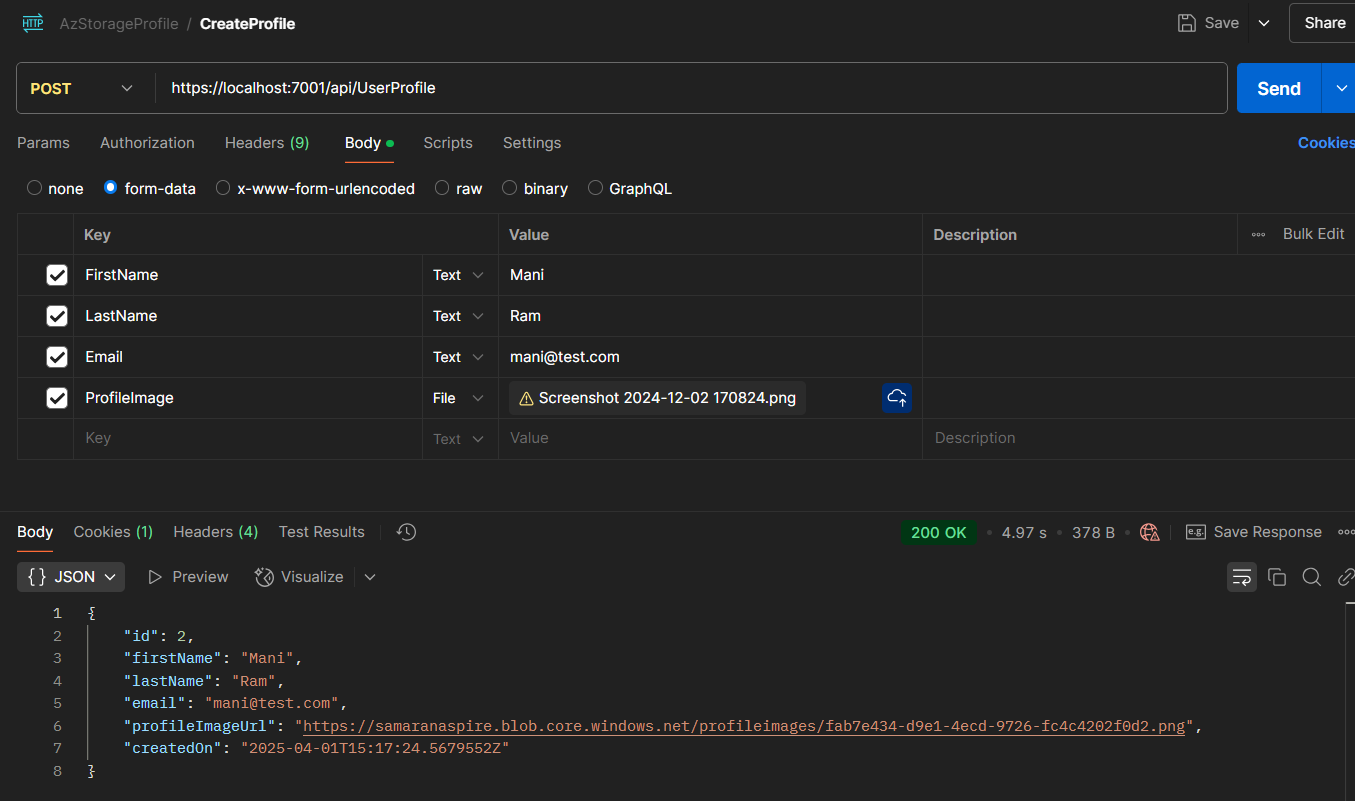 HTTP AzStorageProfile / CreateProfile Save Share
POST https://localhost:7001/api/UserProfile Send
Params Authorization Headers (9) Body Scripts Settings Cookies
none form-data x-www-form-urlencoded raw binary GraphQL
Key Value Description Bulk Edit
FirstName Text Mani
LastName Text Ram
Email Text mani@test.com
ProfileImage File Screenshot 2024-12-02 170824.png
Key Text Value Description
Body Cookies (1) Headers (4) Test Results 200 OK 4.97 s 378 B e.g. Save Response
{ } JSON Preview Visualize
1 {
2 "id": 2,
3 "firstName": "Mani",
4 "lastName": "Ram",
5 "email": "mani@test.com",
6 "profileImageUrl": "https://samaranaspire.blob.core.windows.net/profileimages/fab7e434-d9e1-4ecd-9726-fc4c4202f0d2.png",
7 "createdOn": "2025-04-01T15:17:24.5679552Z"
8 }